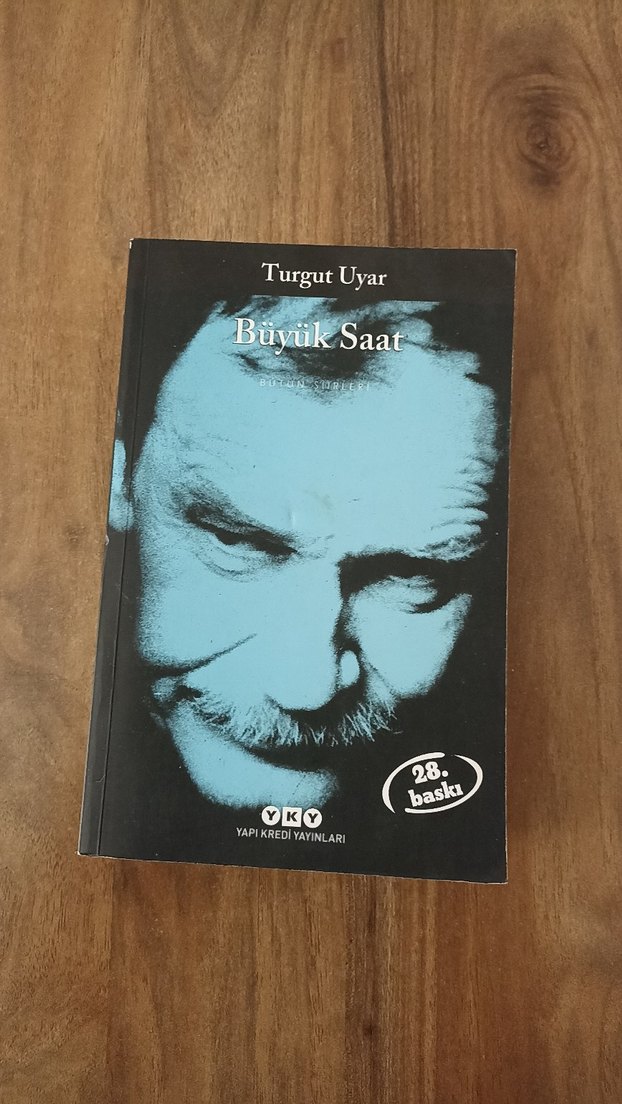 Turgut Uyar
Büyük Saat
BÜTÜN ŞİİRLERİ
28.
baskı
YKY
YAPI KREDİ YAYINLARI